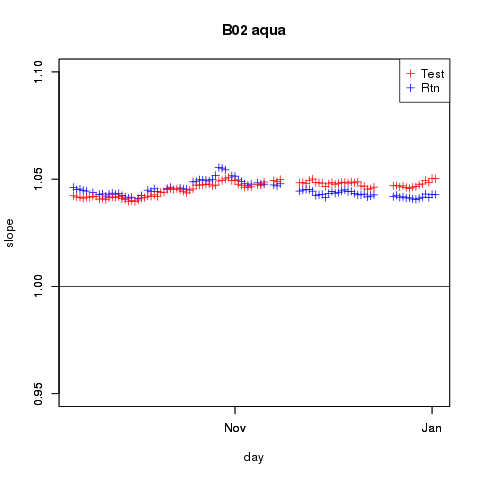 B02 aqua
Test
Rtn
slope
1.10
1.05
1.00
0.95
Nov
Jan
day